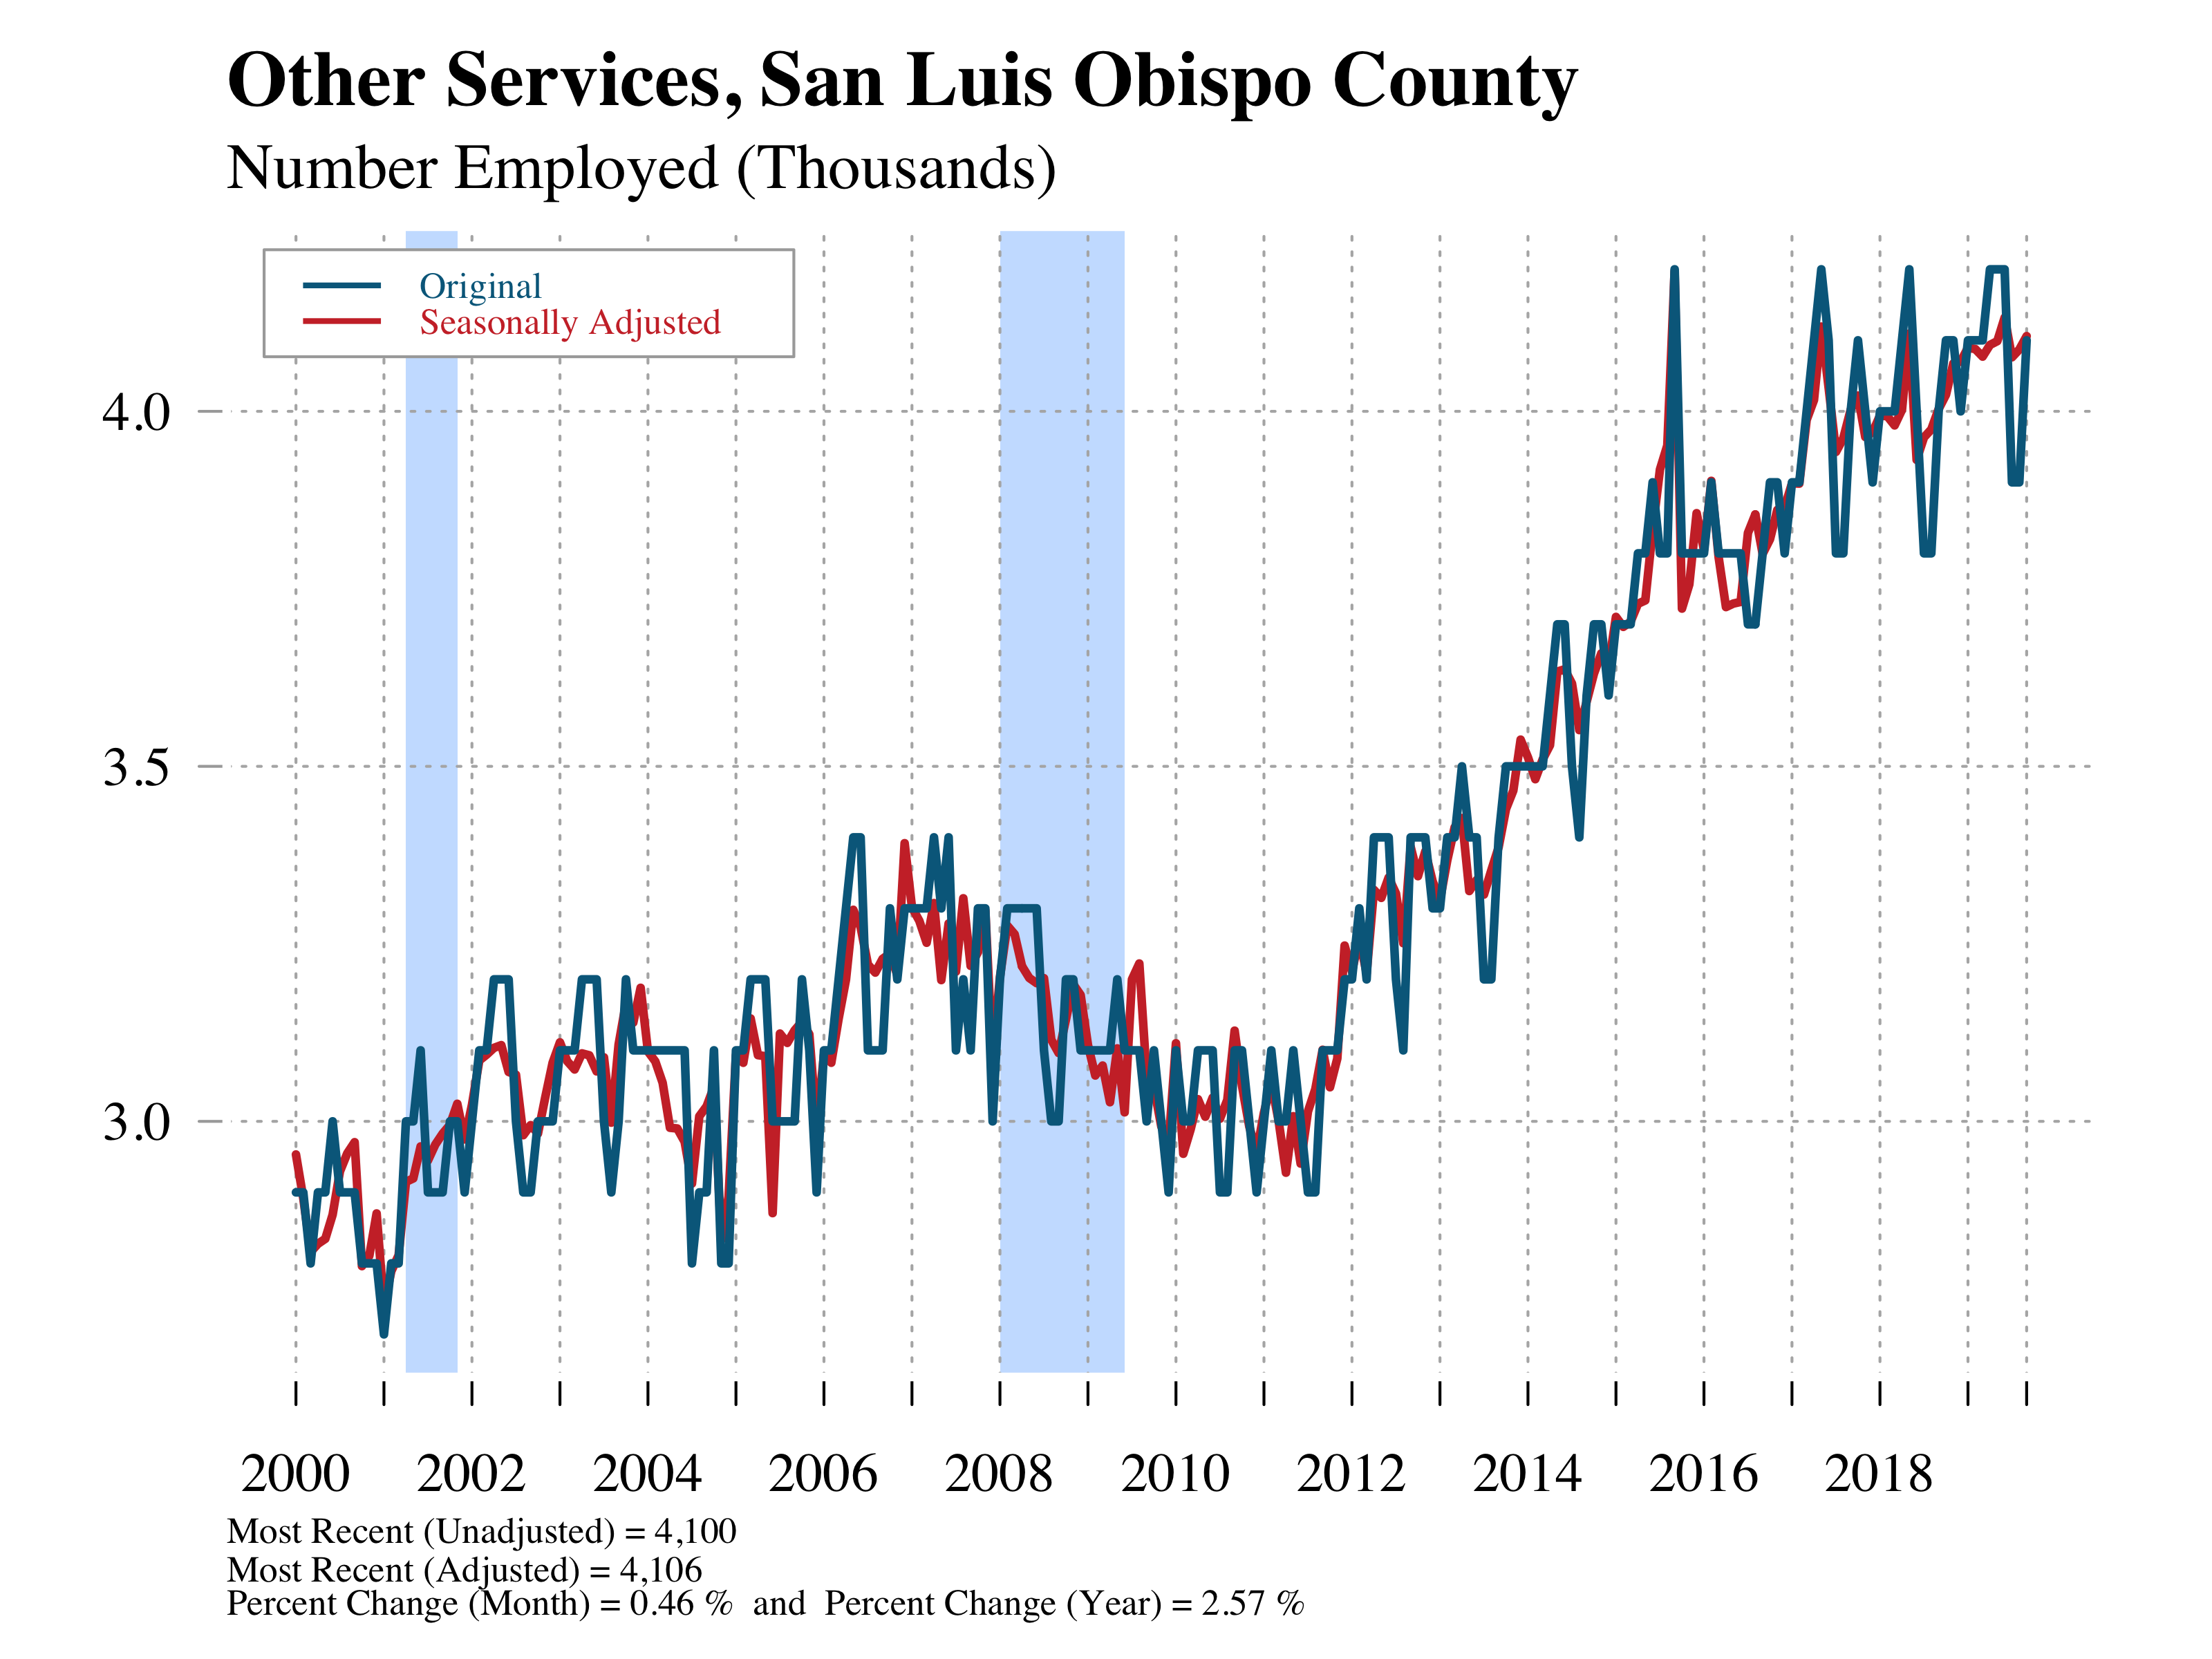 Other Services, San Luis Obispo County
Number Employed (Thousands)
Original
Seasonally Adjusted
4.0
3.5
3.0
2000 2002 2004 2006 2008 2010 2012 2014 2016 2018
Most Recent (Unadjusted) = 4,100
Most Recent (Adjusted) = 4,106
Percent Change (Month) = 0.46 % and Percent Change (Year) = 2.57 %